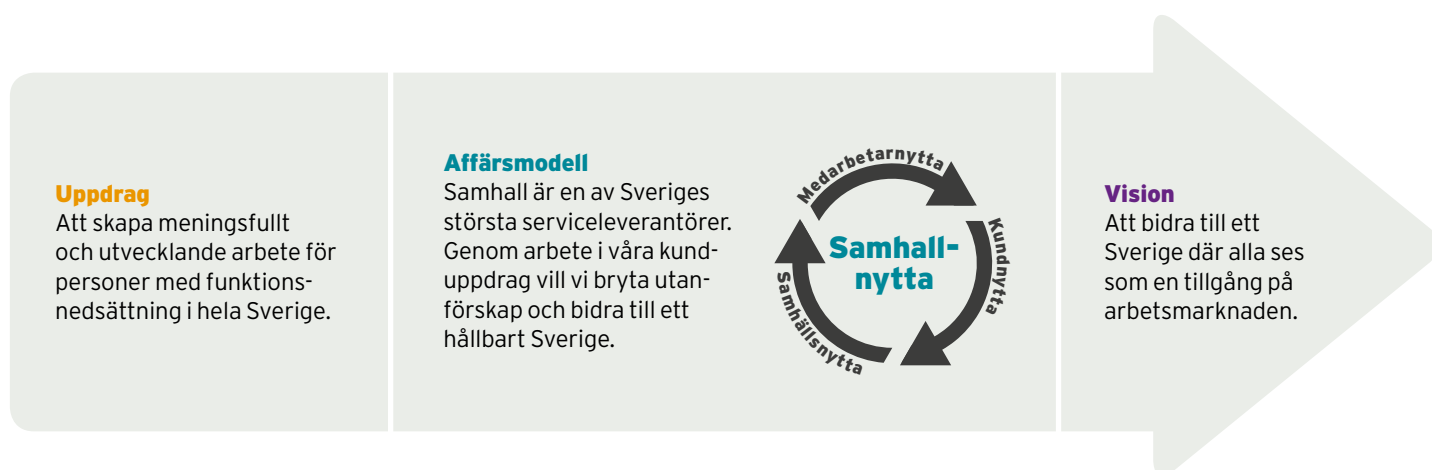 Uppdrag
Att skapa meningsfullt
och utvecklande arbete för
personer med funktions-
nedsättning i hela Sverige.
Affärsmodell
Samhall är en av Sveriges
största serviceleverantörer.
Genom arbete i våra kund-
uppdrag vill vi bryta utan-
förskap och bidra till ett
hållbart Sverige.
Medarbetarnytta
Kundnytta
Samhällsnytta
Samhall-
nytta
Vision
Att bidra till ett
Sverige där alla ses
som en tillgång på
arbetsmarknaden.